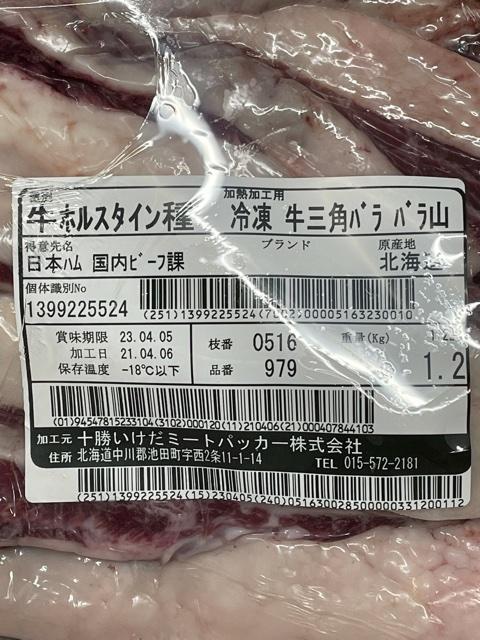 種別 加熱加工用
牛ホルスタイン種 冷凍 牛三角バラ バラ山
得意先名 ブランド 原産地
日本ハム 国内ビーフ課 北海道
個体識別No
1399225524
(251)1399225524(7002)000005163230010
賞味期限 23.04.05 枝番 0516 重量(Kg)
加工日 21.04.06 品番 979 1.2
保存温度 -18℃以下
(01)94547815233104(3102)000120(11)210406(21)000407844103
加工元 十勝いけだミートパッカー株式会社
住所 北海道中川郡池田町字西2条11-1-14 TEL 015-572-2181
(251)1399225524(15)230405(240)05163002850000033120​0112